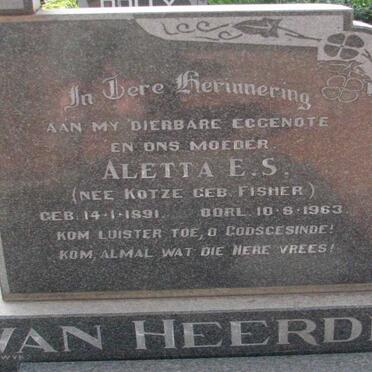 In Tere Herinnering
AAN MY DIERBARE EGGENOTE
EN ONS MOEDER
ALETTA E.S.
(NEE KOTZE GEB. FISHER)
GEB. 14-1-1891. OORL. 10-8-1963.
KOM LUISTER TOE, O GODSGESINDE!
KOM, ALMAL WAT DIE HERE VREES!
VAN HEERD